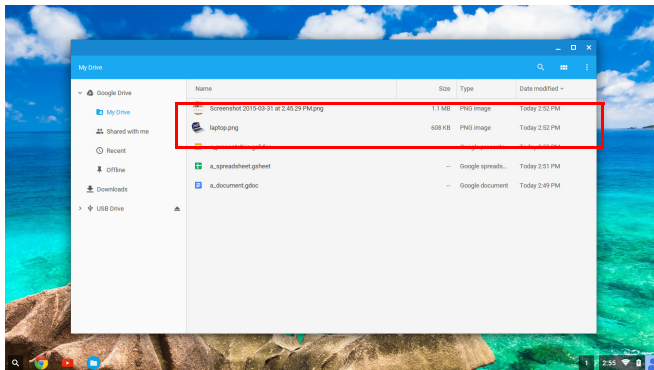 My Drive
Name Size Type Date modified
Google Drive
Screenshot 2015-03-31 at 2.45.29 PM.png 1.1 MB PNG image Today 2:52 PM
My Drive
laptop.png 608 KB PNG image Today 2:52 PM
Shared with me
Recent
a_spreadsheet.gsheet -- Google spreads... Today 2:51 PM
Offline
a_document.gdoc -- Google document Today 2:49 PM
Downloads
USB Drive
1 2:55